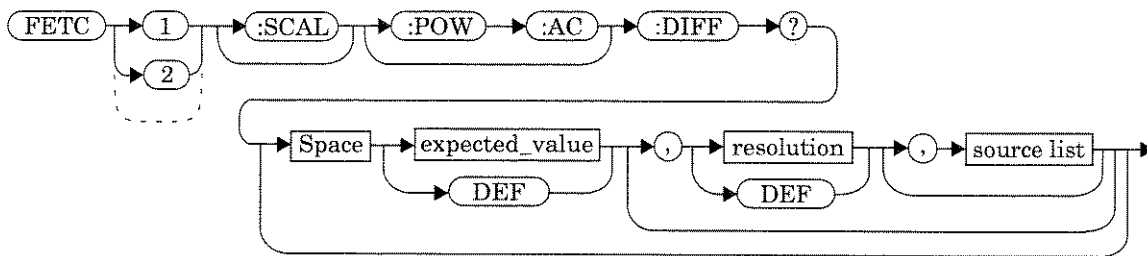 FETC 1 :SCAL :POW :AC :DIFF ?
2
Space expected_value , resolution , source list
DEF DEF